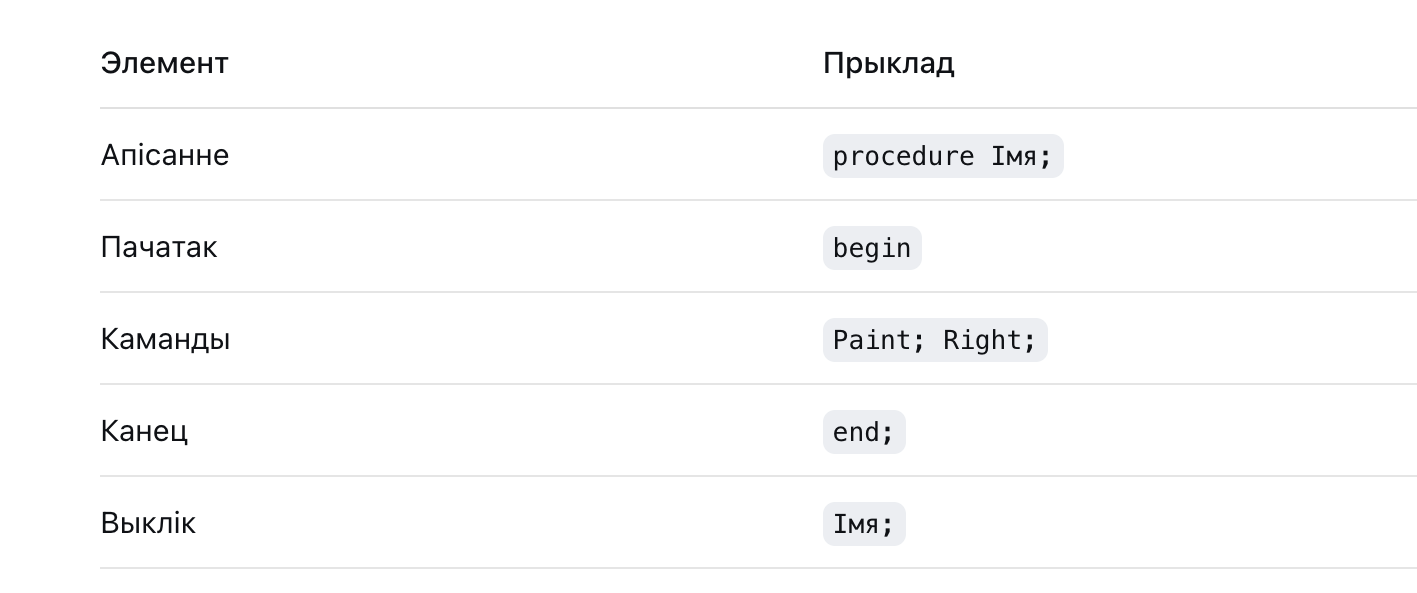 Элемент Прыклад
Апісанне procedure Імя;
Пачатак begin
Каманды Paint; Right;
Канец end;
Выклік Імя;